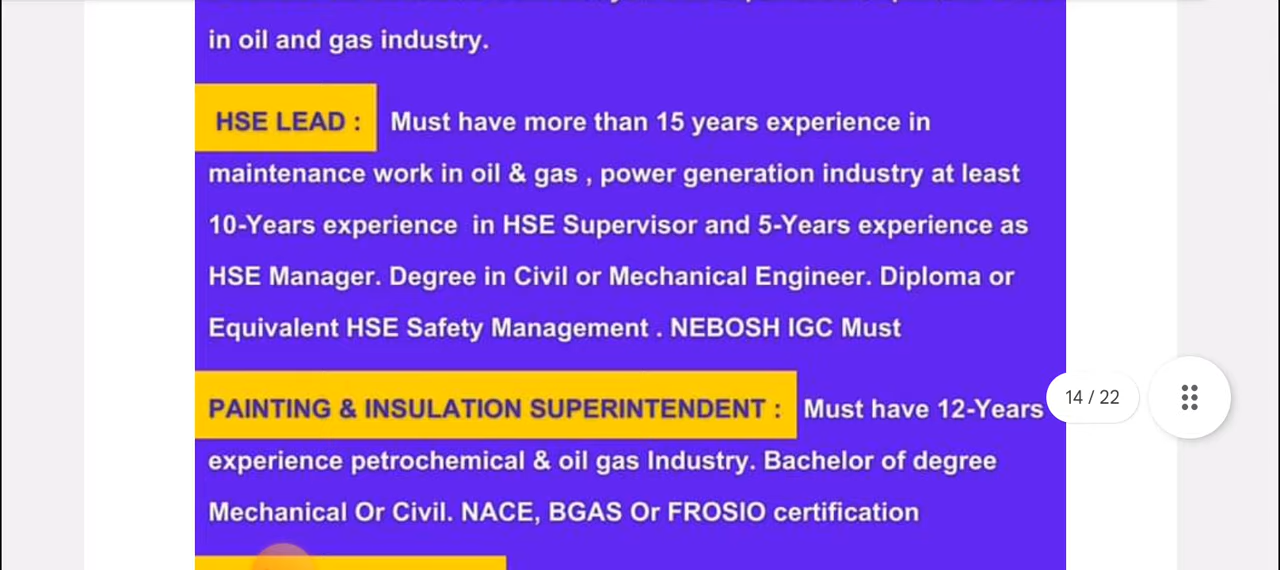 in oil and gas industry.
HSE LEAD : Must have more than 15 years experience in
maintenance work in oil & gas , power generation industry at least
10-Years experience in HSE Supervisor and 5-Years experience as
HSE Manager. Degree in Civil or Mechanical Engineer. Diploma or
Equivalent HSE Safety Management . NEBOSH IGC Must
PAINTING & INSULATION SUPERINTENDENT : Must have 12-Years
14 / 22
experience petrochemical & oil gas Industry. Bachelor of degree
Mechanical Or Civil. NACE, BGAS Or FROSIO certification